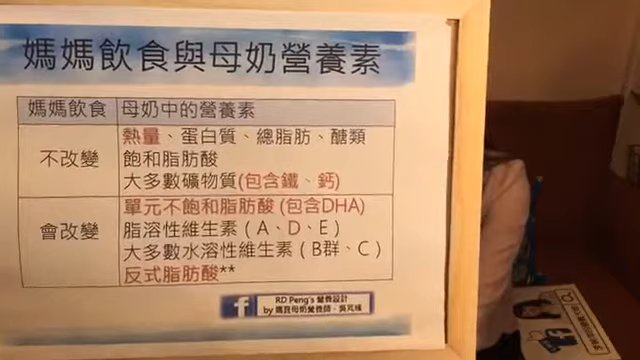 媽媽飲食與母奶營養素
媽媽飲食 母奶中的營養素
不改變
熱量、蛋白質、總脂肪、醣類
飽和脂肪酸
大多數礦物質(包含鐵、鈣)
會改變
單元不飽和脂肪酸 (包含DHA)
脂溶性維生素(A、D、E)
大多數水溶性維生素(B群、C)
反式脂肪酸**
f
RD Peng's 營養設計